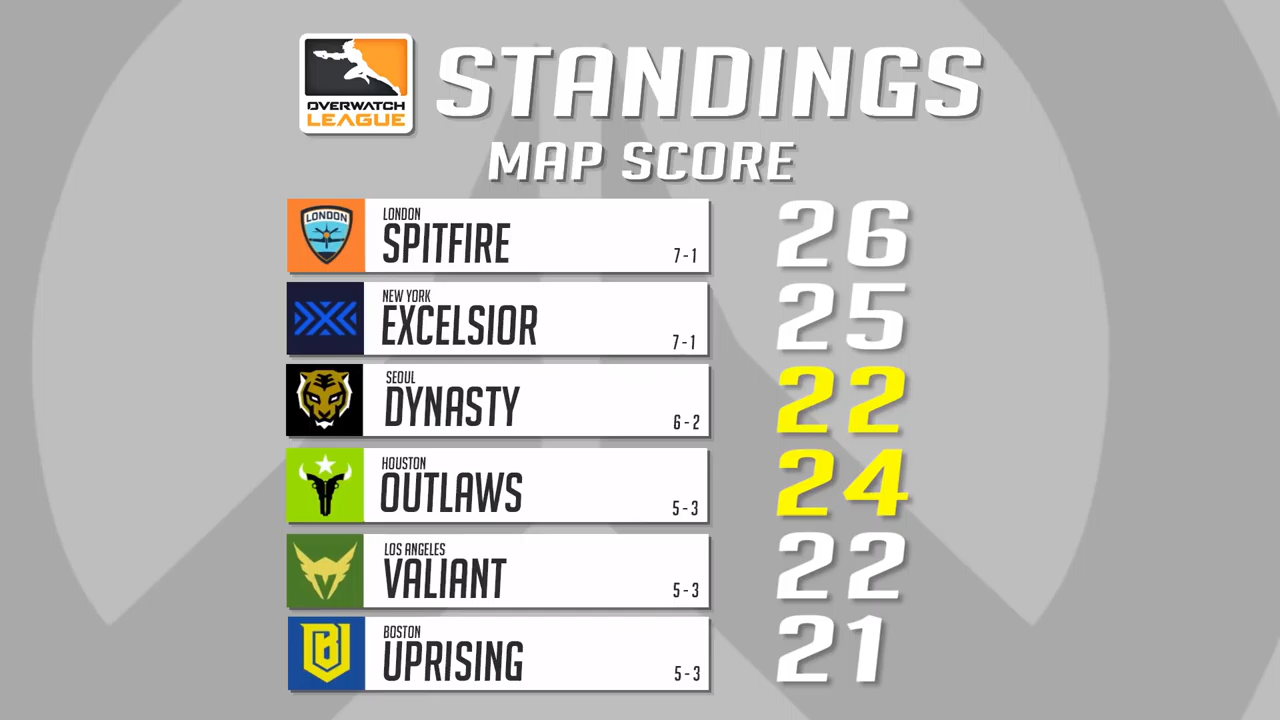 OVERWATCH
LEAGUE
STANDINGS
MAP SCORE
LONDON
LONDON
SPITFIRE
7 - 1
26
NEW YORK
EXCELSIOR
7 - 1
25
SEOUL
DYNASTY
6 - 2
22
HOUSTON
OUTLAWS
5 - 3
24
LOS ANGELES
VALIANT
5 - 3
22
BOSTON
UPRISING
5 - 3
21